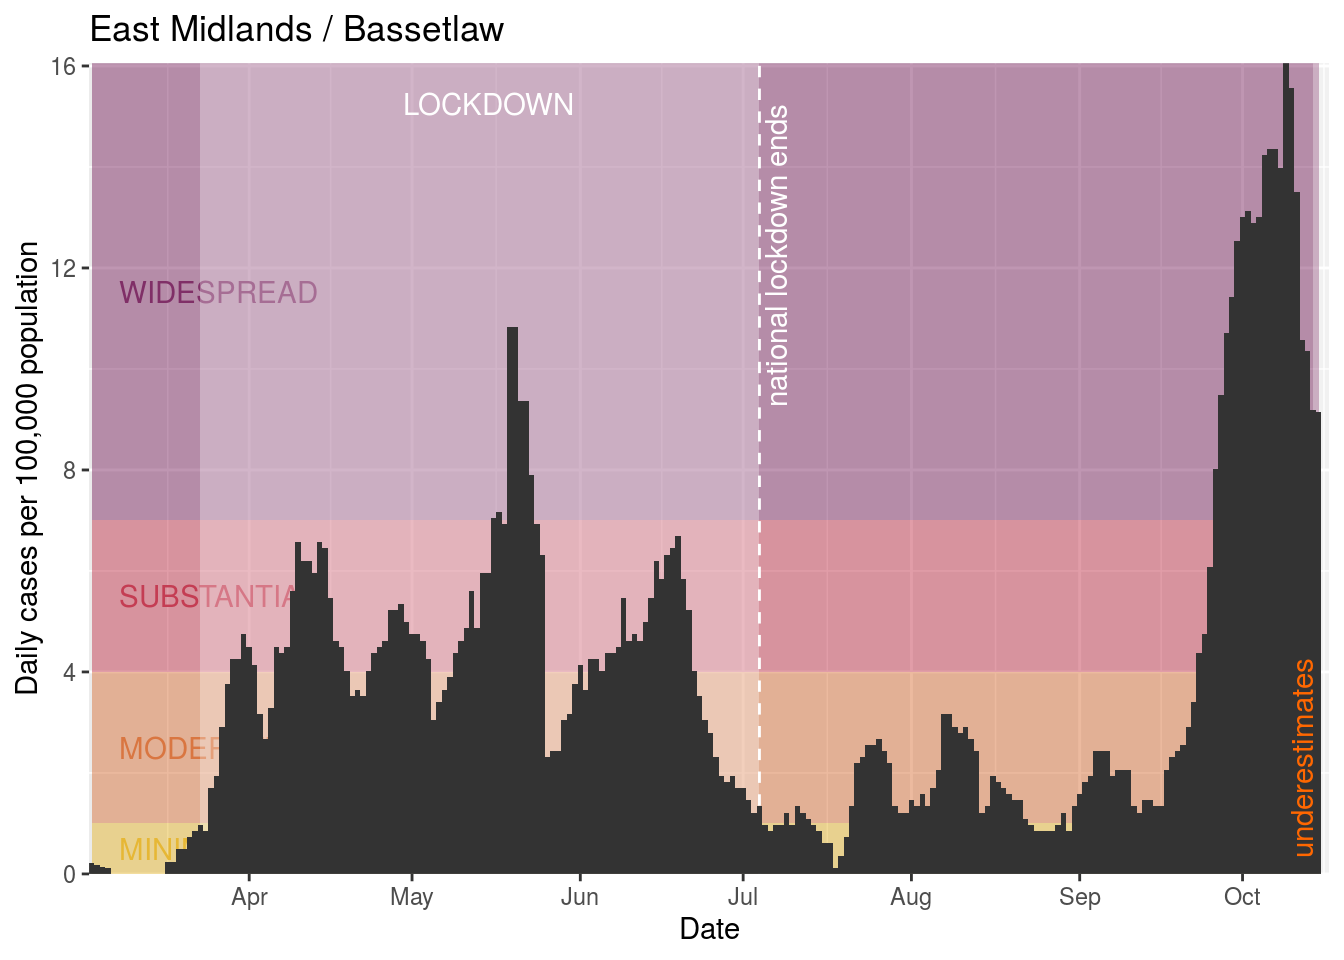 East Midlands / Bassetlaw
16
12
8
4
0
Daily cases per 100,000 population
LOCKDOWN
national lockdown ends
WIDESPREAD
SUBSTANTIA
MODER
MINI
underestimates
Apr
May
Jun
Jul
Aug
Sep
Oct
Date